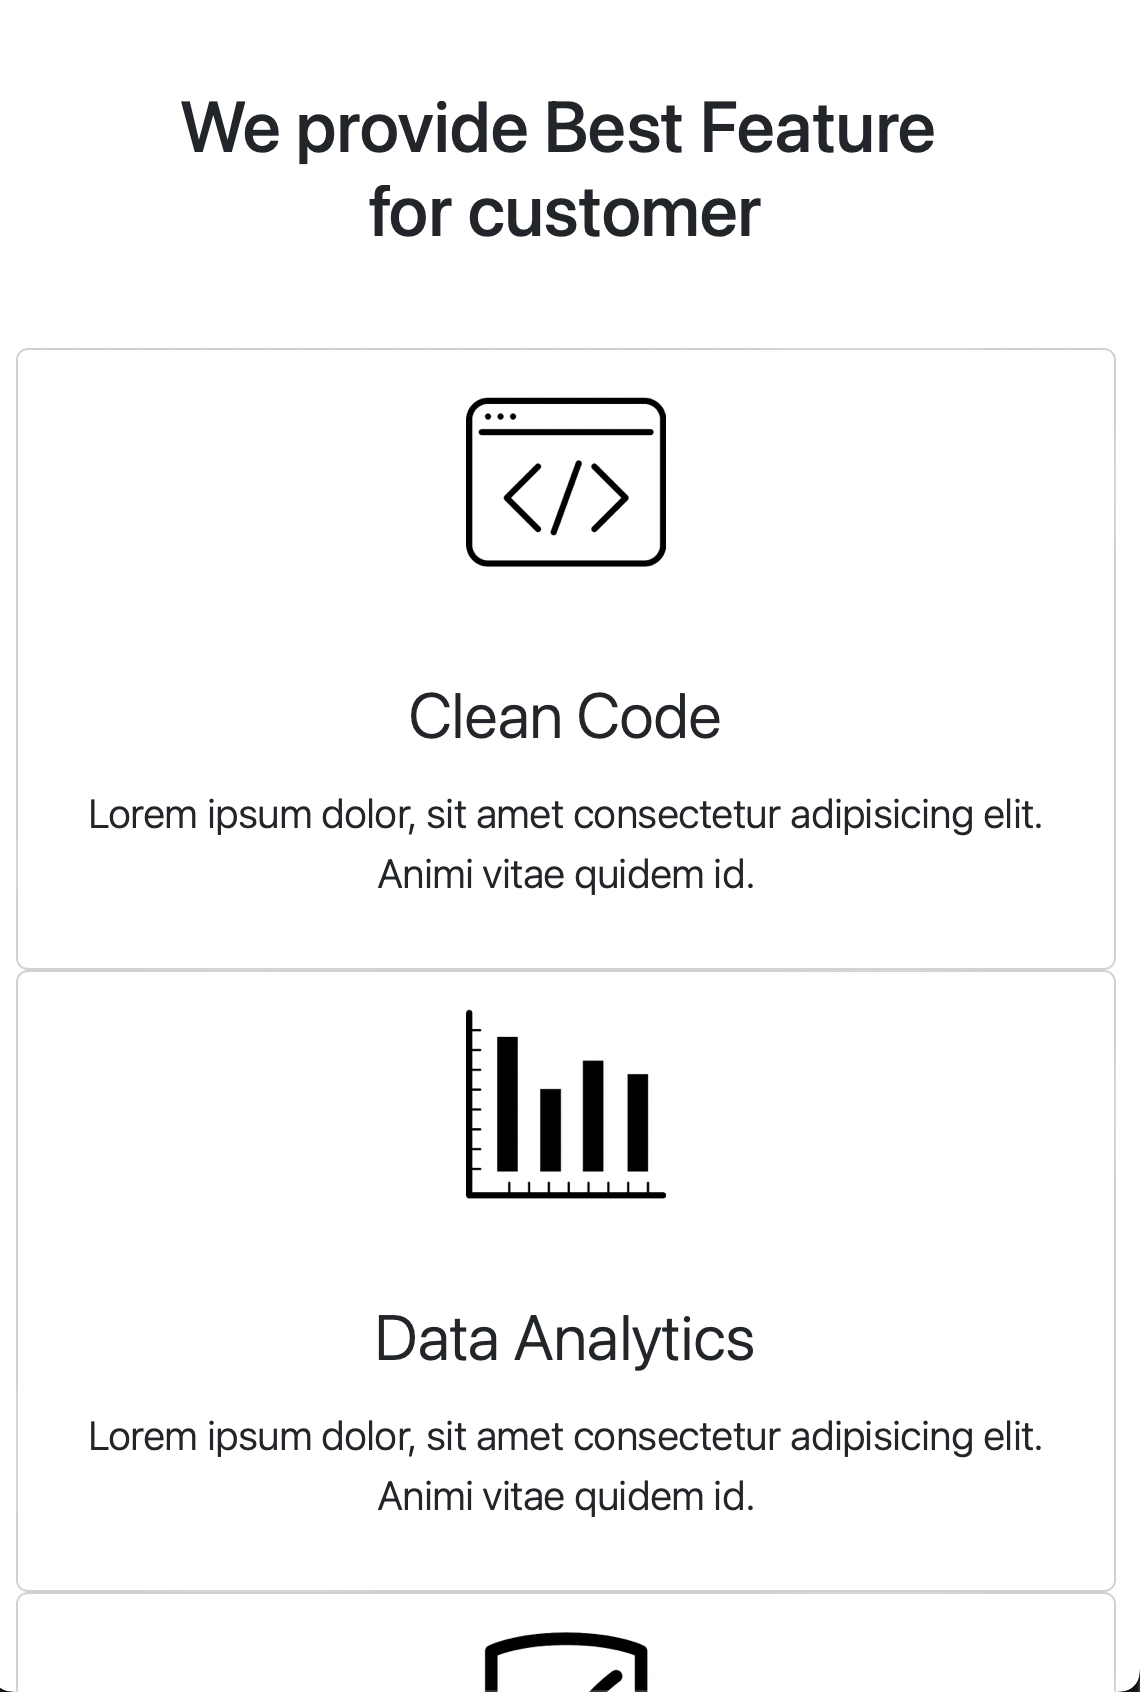 We provide Best Feature
for customer
Clean Code
Lorem ipsum dolor, sit amet consectetur adipisicing elit.
Animi vitae quidem id.
Data Analytics
Lorem ipsum dolor, sit amet consectetur adipisicing elit.
Animi vitae quidem id.